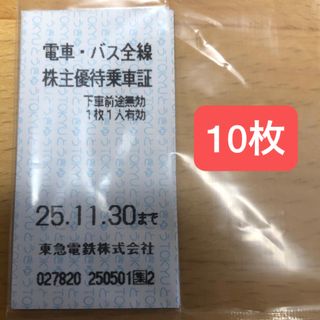 電車・バス全線
株主優待乗車証
下車前途無効
1枚1人有効
25.11.30まで
東急電鉄株式会社
027820 250501 募2
10枚